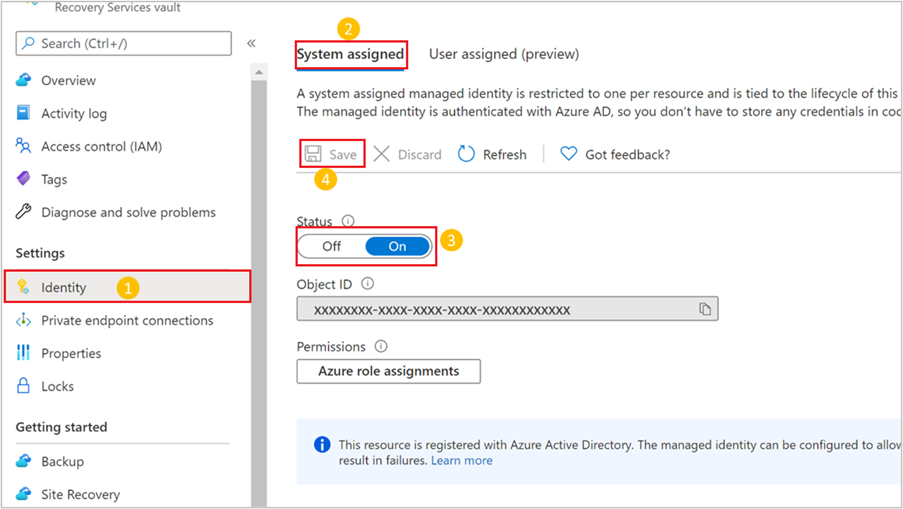 Recovery Services vault
Search (Ctrl+/)
«
Overview
Activity log
Access control (IAM)
Tags
Diagnose and solve problems
Settings
Identity
1
Private endpoint connections
Properties
Locks
Getting started
Backup
Site Recovery
2
System assigned
User assigned (preview)
A system assigned managed identity is restricted to one per resource and is tied to the lifecycle of this
The managed identity is authenticated with Azure AD, so you don't have to store any credentials in cod
Save
Discard
Refresh
Got feedback?
4
Status
Off
On
3
Object ID
xxxxxxxx-xxxx-xxxx-xxxx-xxxxxxxxxxxx
Permissions
Azure role assignments
This resource is registered with Azure Active Directory. The managed identity can be configured to allow
result in failures. Learn more